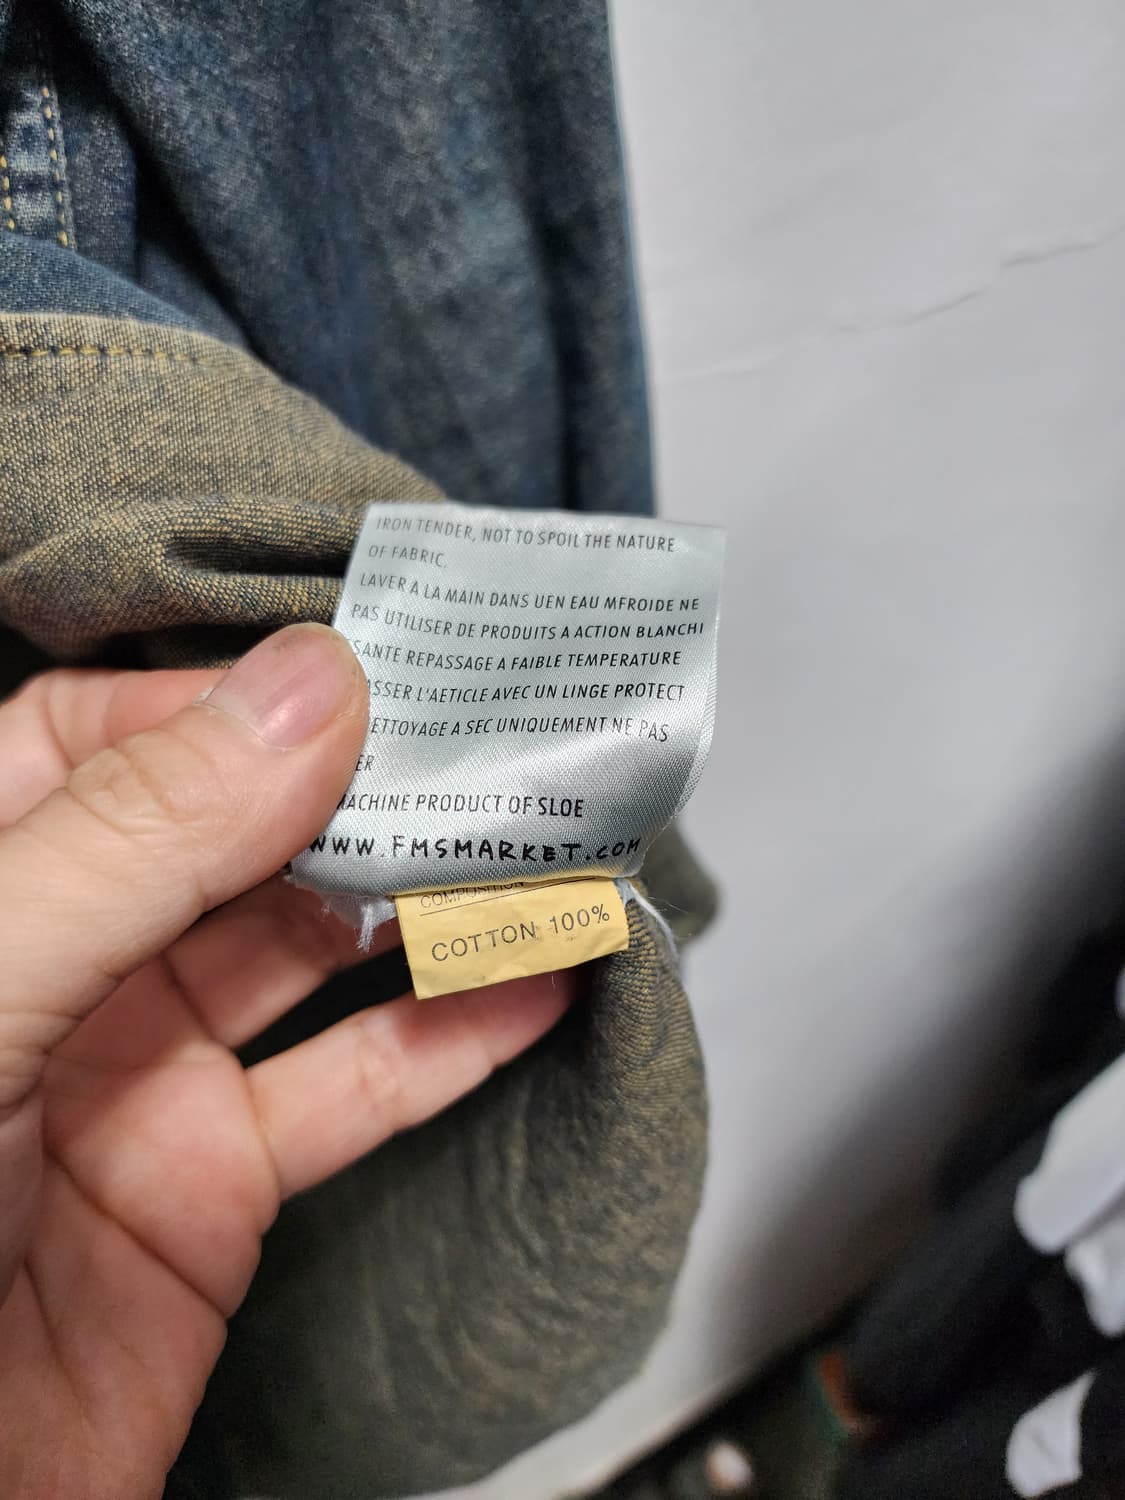 IRON TENDER, NOT TO SPOIL THE NATURE
OF FABRIC.
LAVER A LA MAIN DANS UEN EAU MFROIDE NE
PAS UTILISER DE PRODUITS A ACTION BLANCHI
SANTE REPASSAGE A FAIBLE TEMPERATURE
ASSER L'AETICLE AVEC UN LINGE PROTECT
ETTOYAGE A SEC UNIQUEMENT NE PAS
ER
MACHINE PRODUCT OF SLOE
WWW.FMSMARKET.COM
COMPOSITION
COTTON 100%